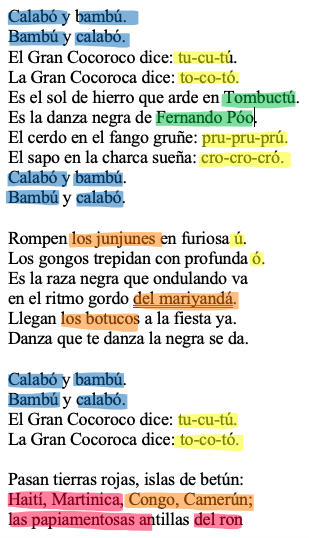 Calabó y bambú.
Bambú y calabó.
El Gran Cocoroco dice: tu-cu-tú.
La Gran Cocoroca dice: to-co-tó.
Es el sol de hierro que arde en Tombuctú.
Es la danza negra de Fernando Póo.
El cerdo en el fango gruñe: pru-pru-prú.
El sapo en la charca sueña: cro-cro-cró.
Calabó y bambú.
Bambú y calabó.

Rompen los junjunes en furiosa ú.
Los gongos trepidan con profunda ó.
Es la raza negra que ondulando va
en el ritmo gordo del mariyandá.
Llegan los botucos a la fiesta ya.
Danza que te danza la negra se da.

Calabó y bambú.
Bambú y calabó.
El Gran Cocoroco dice: tu-cu-tú.
La Gran Cocoroca dice: to-co-tó.

Pasan tierras rojas, islas de betún:
Haití, Martinica, Congo, Camerún;
las papiamentosas antillas del ron